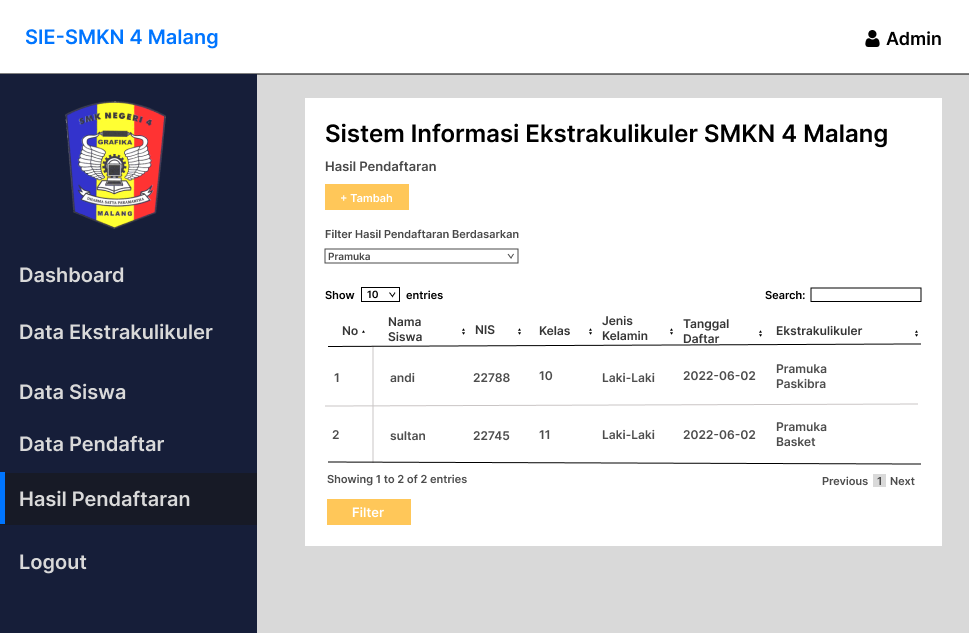 SIE-SMKN 4 Malang
Admin
SMK NEGERI 4
GRAFIKA
MALANG
Dashboard
Data Ekstrakulikuler
Data Siswa
Data Pendaftar
Hasil Pendaftaran
Logout
Sistem Informasi Ekstrakulikuler SMKN 4 Malang
Hasil Pendaftaran
+ Tambah
Filter Hasil Pendaftaran Berdasarkan
Pramuka
Show 10 entries
Search:
No Nama Siswa NIS Kelas Jenis Kelamin Tanggal Daftar Ekstrakulikuler
1 andi 22788 10 Laki-Laki 2022-06-02 Pramuka Paskibra
2 sultan 22745 11 Laki-Laki 2022-06-02 Pramuka Basket
Showing 1 to 2 of 2 entries
Previous 1 Next
Filter